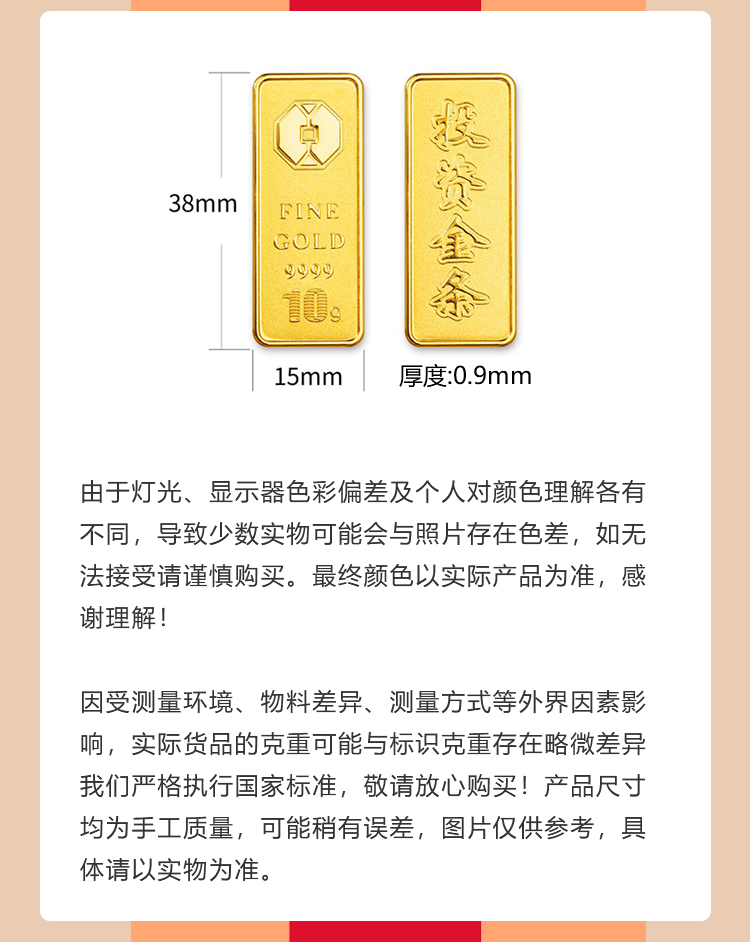 38mm
FINE
GOLD
9999
10g
投资金条
15mm
厚度:0.9mm
由于灯光、显示器色彩偏差及个人对颜色理解各有
不同，导致少数实物可能会与照片存在色差，如无
法接受请谨慎购买。最终颜色以实际产品为准，感
谢理解！
因受测量环境、物料差异、测量方式等外界因素影
响，实际货品的克重可能与标识克重存在略微差异
我们严格执行国家标准，敬请放心购买！产品尺寸
均为手工质量，可能稍有误差，图片仅供参考，具
体请以实物为准。